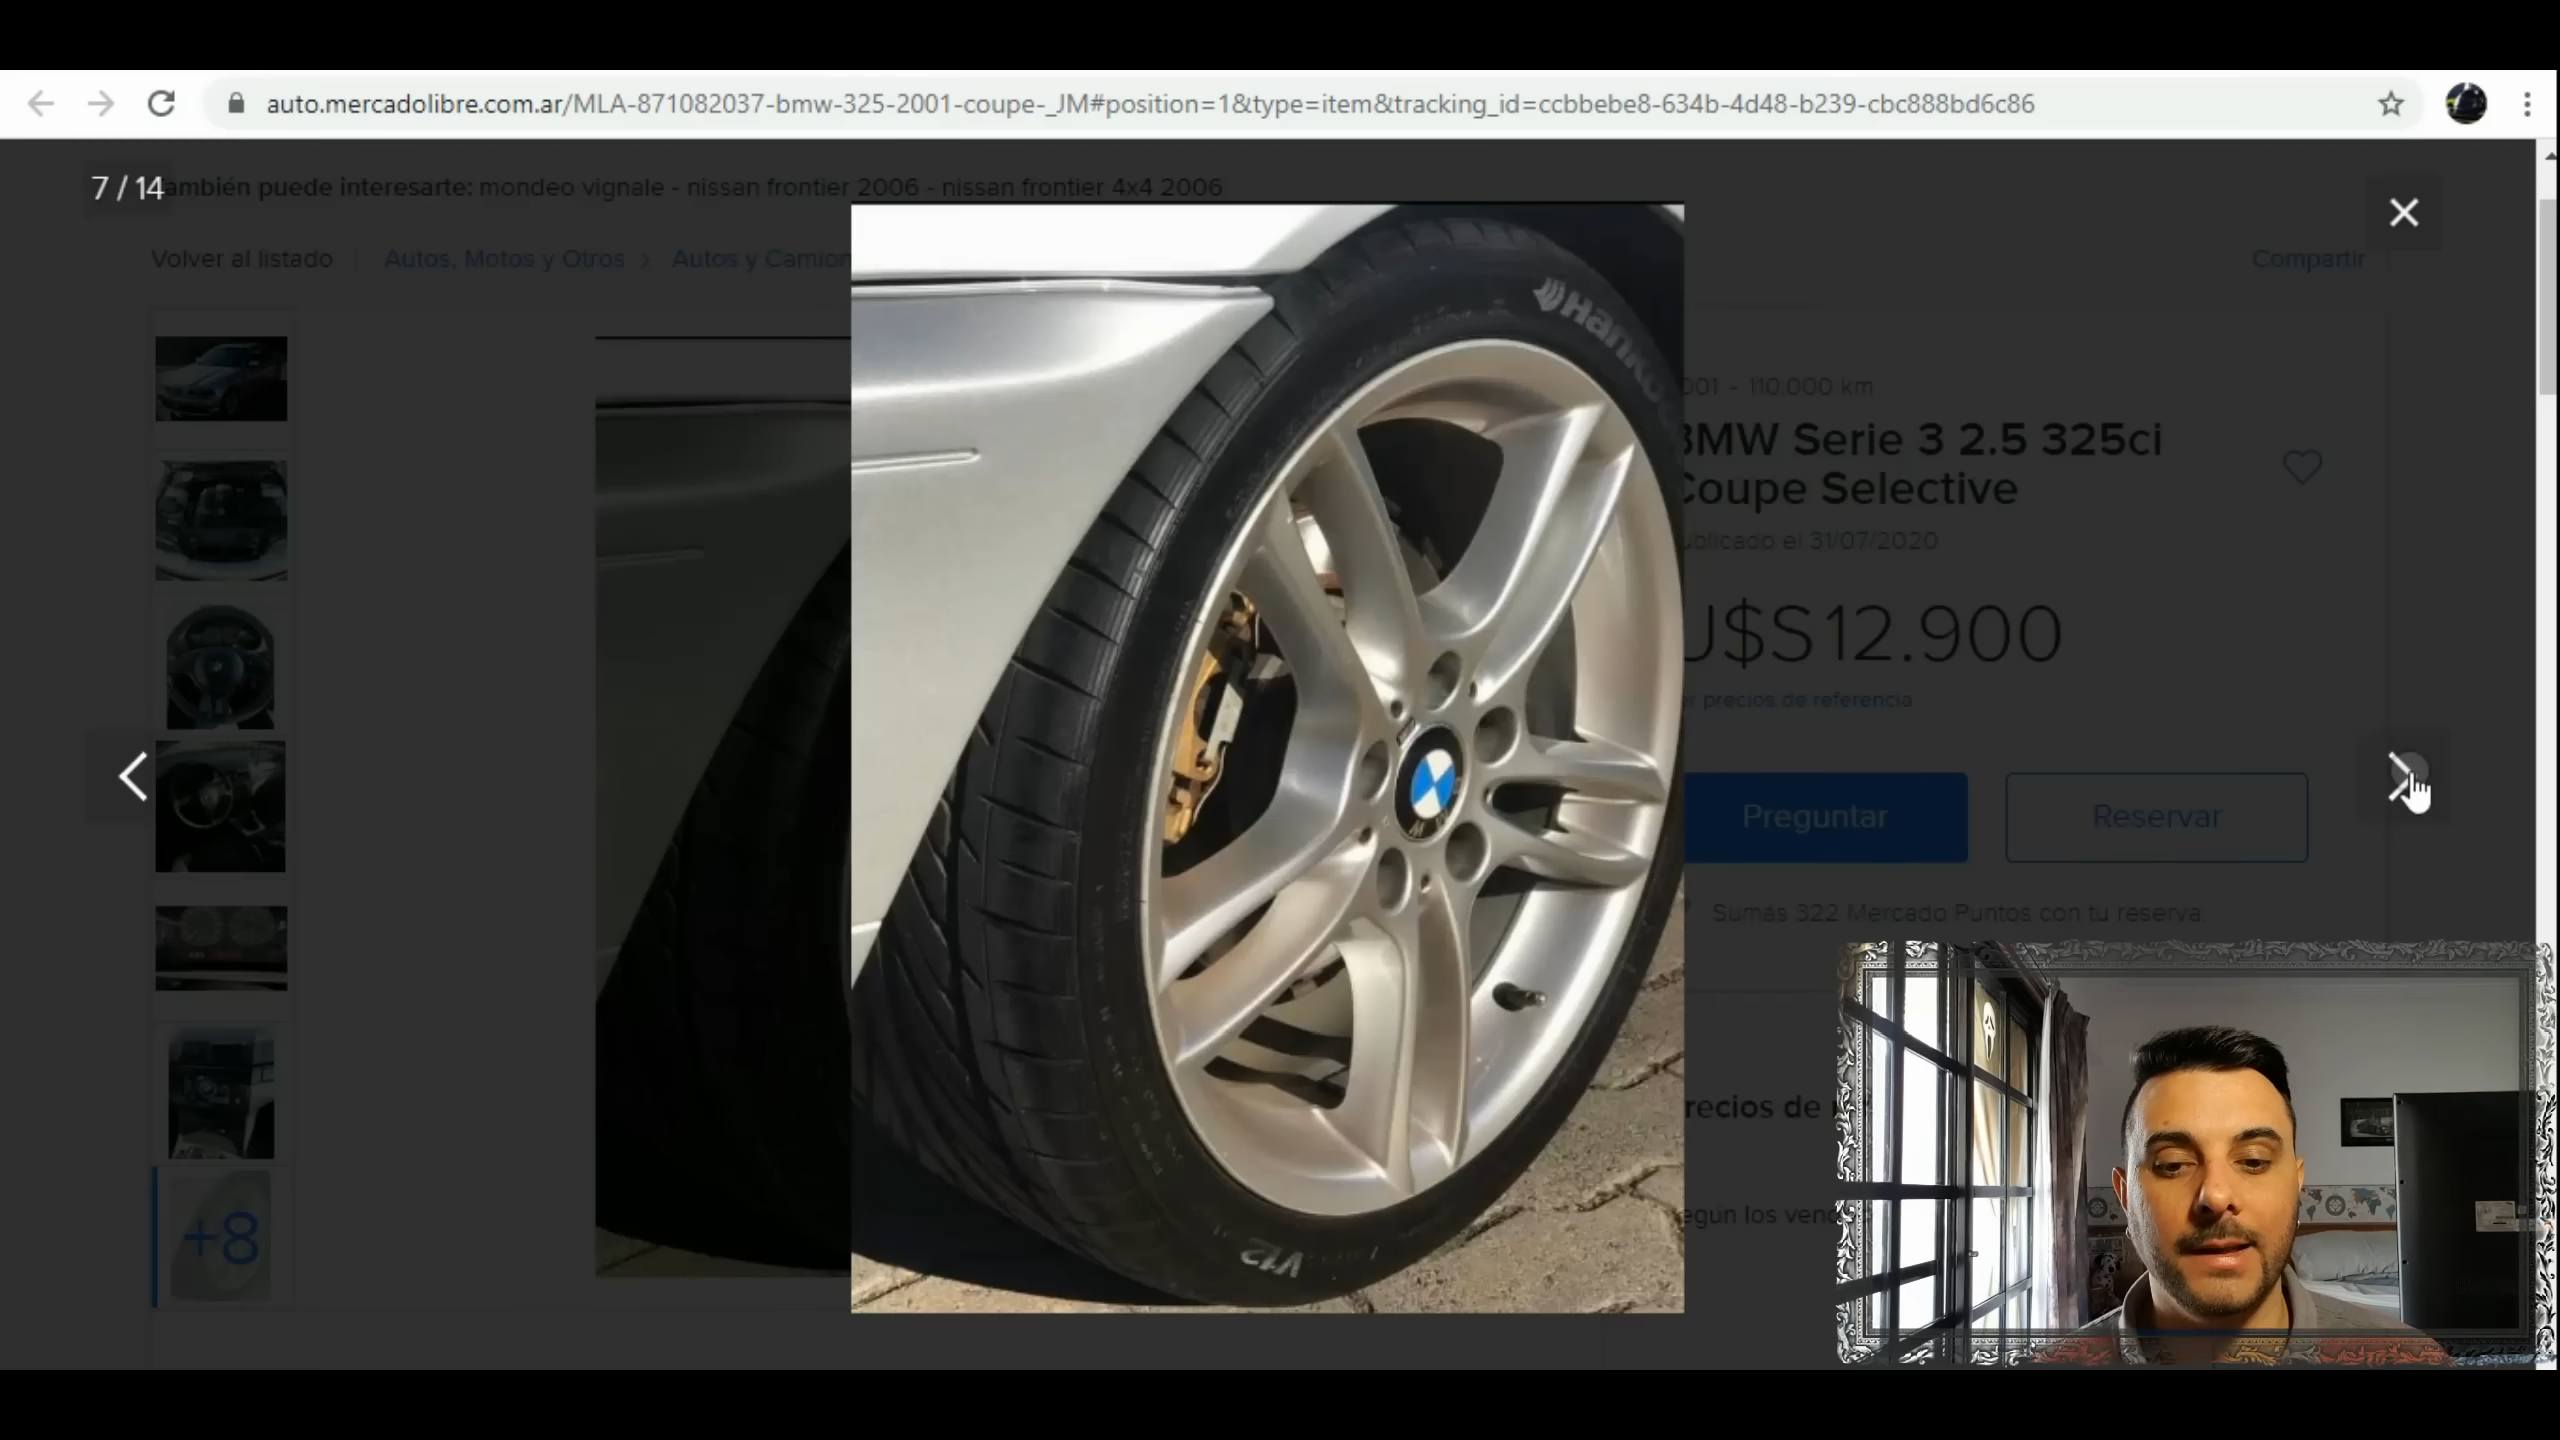 auto.mercadolibre.com.ar/MLA-871082037-bmw-325-2001-coupe-_JM#position=1&type=item&tracking_id=ccbbebe8-634b-4d48-b239-cbc888bd6c86
7 / 14
ambién puede interesarte: mondeo vignale - nissan frontier 2006 - nissan frontier 4x4 2006
Volver al listado
Autos, Motos y Otros › Autos y Camion
Compartir
Hankoo
001 - 110.000 km
BMW Serie 3 2.5 325ci
Coupe Selective
ublicado el 31/07/2020
U$S 12.900
er precios de referencia
Preguntar
Reservar
Sumás 322 Mercado Puntos con tu reserva.
recios de
egún los vend
+8
V12